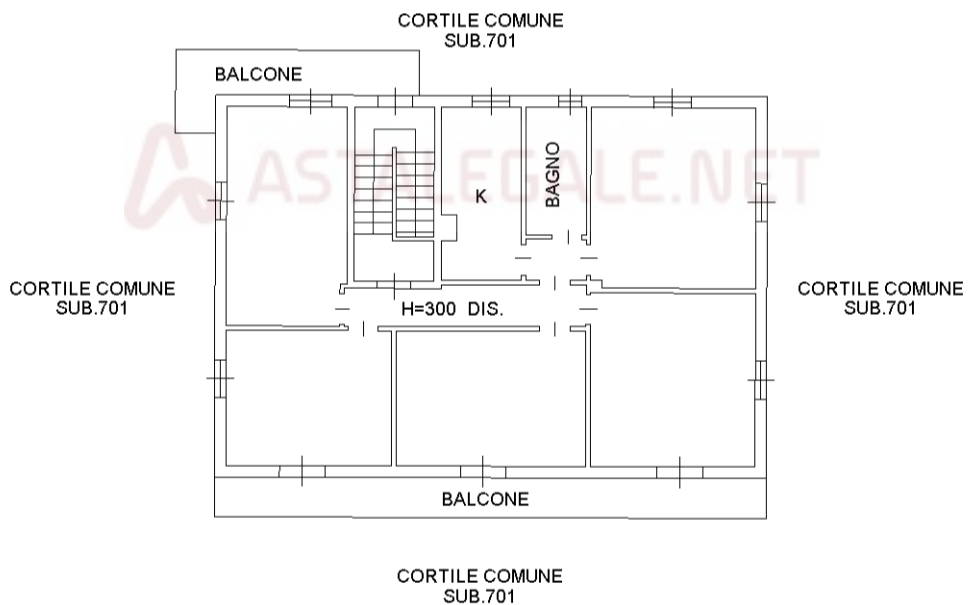 CORTILE COMUNE
SUB.701
BALCONE
ASTALEGALE.NET
K
BAGNO
CORTILE COMUNE
SUB.701
H=300 DIS.
CORTILE COMUNE
SUB.701
BALCONE
CORTILE COMUNE
SUB.701